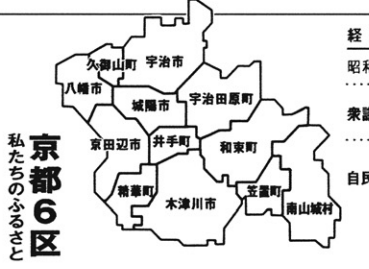 京都6区
私たちのふるさと
宇治市
久御山町
八幡市
城陽市
宇治田原町
京田辺市
井手町
和束町
精華町
木津川市
笠置町
南山城村
経
昭和
衆議
自民